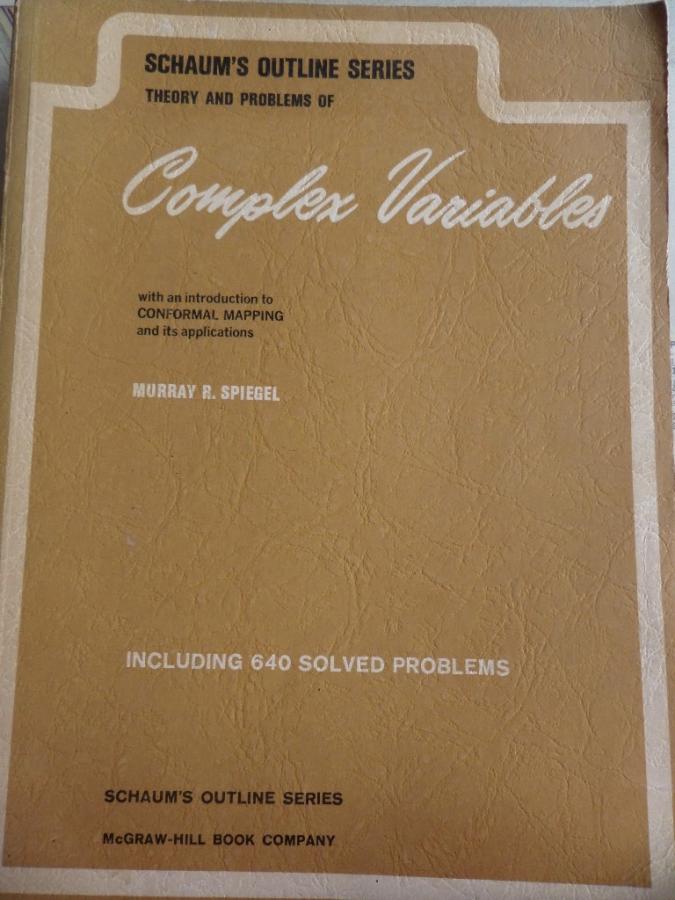 SCHAUM'S OUTLINE SERIES
THEORY AND PROBLEMS OF
Complex Variables
with an introduction to
CONFORMAL MAPPING
and its applications
MURRAY R. SPIEGEL
INCLUDING 640 SOLVED PROBLEMS
SCHAUM'S OUTLINE SERIES
McGRAW-HILL BOOK COMPANY